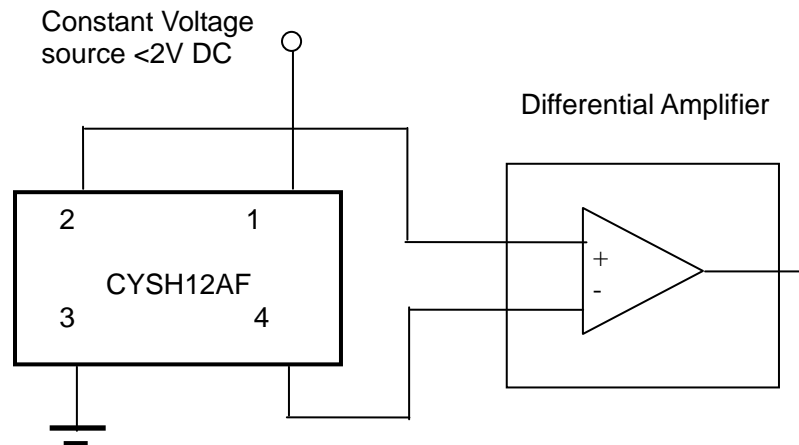 Constant Voltage
source <2V DC
Differential Amplifier
2 1
+
CYSH12AF
-
3 4